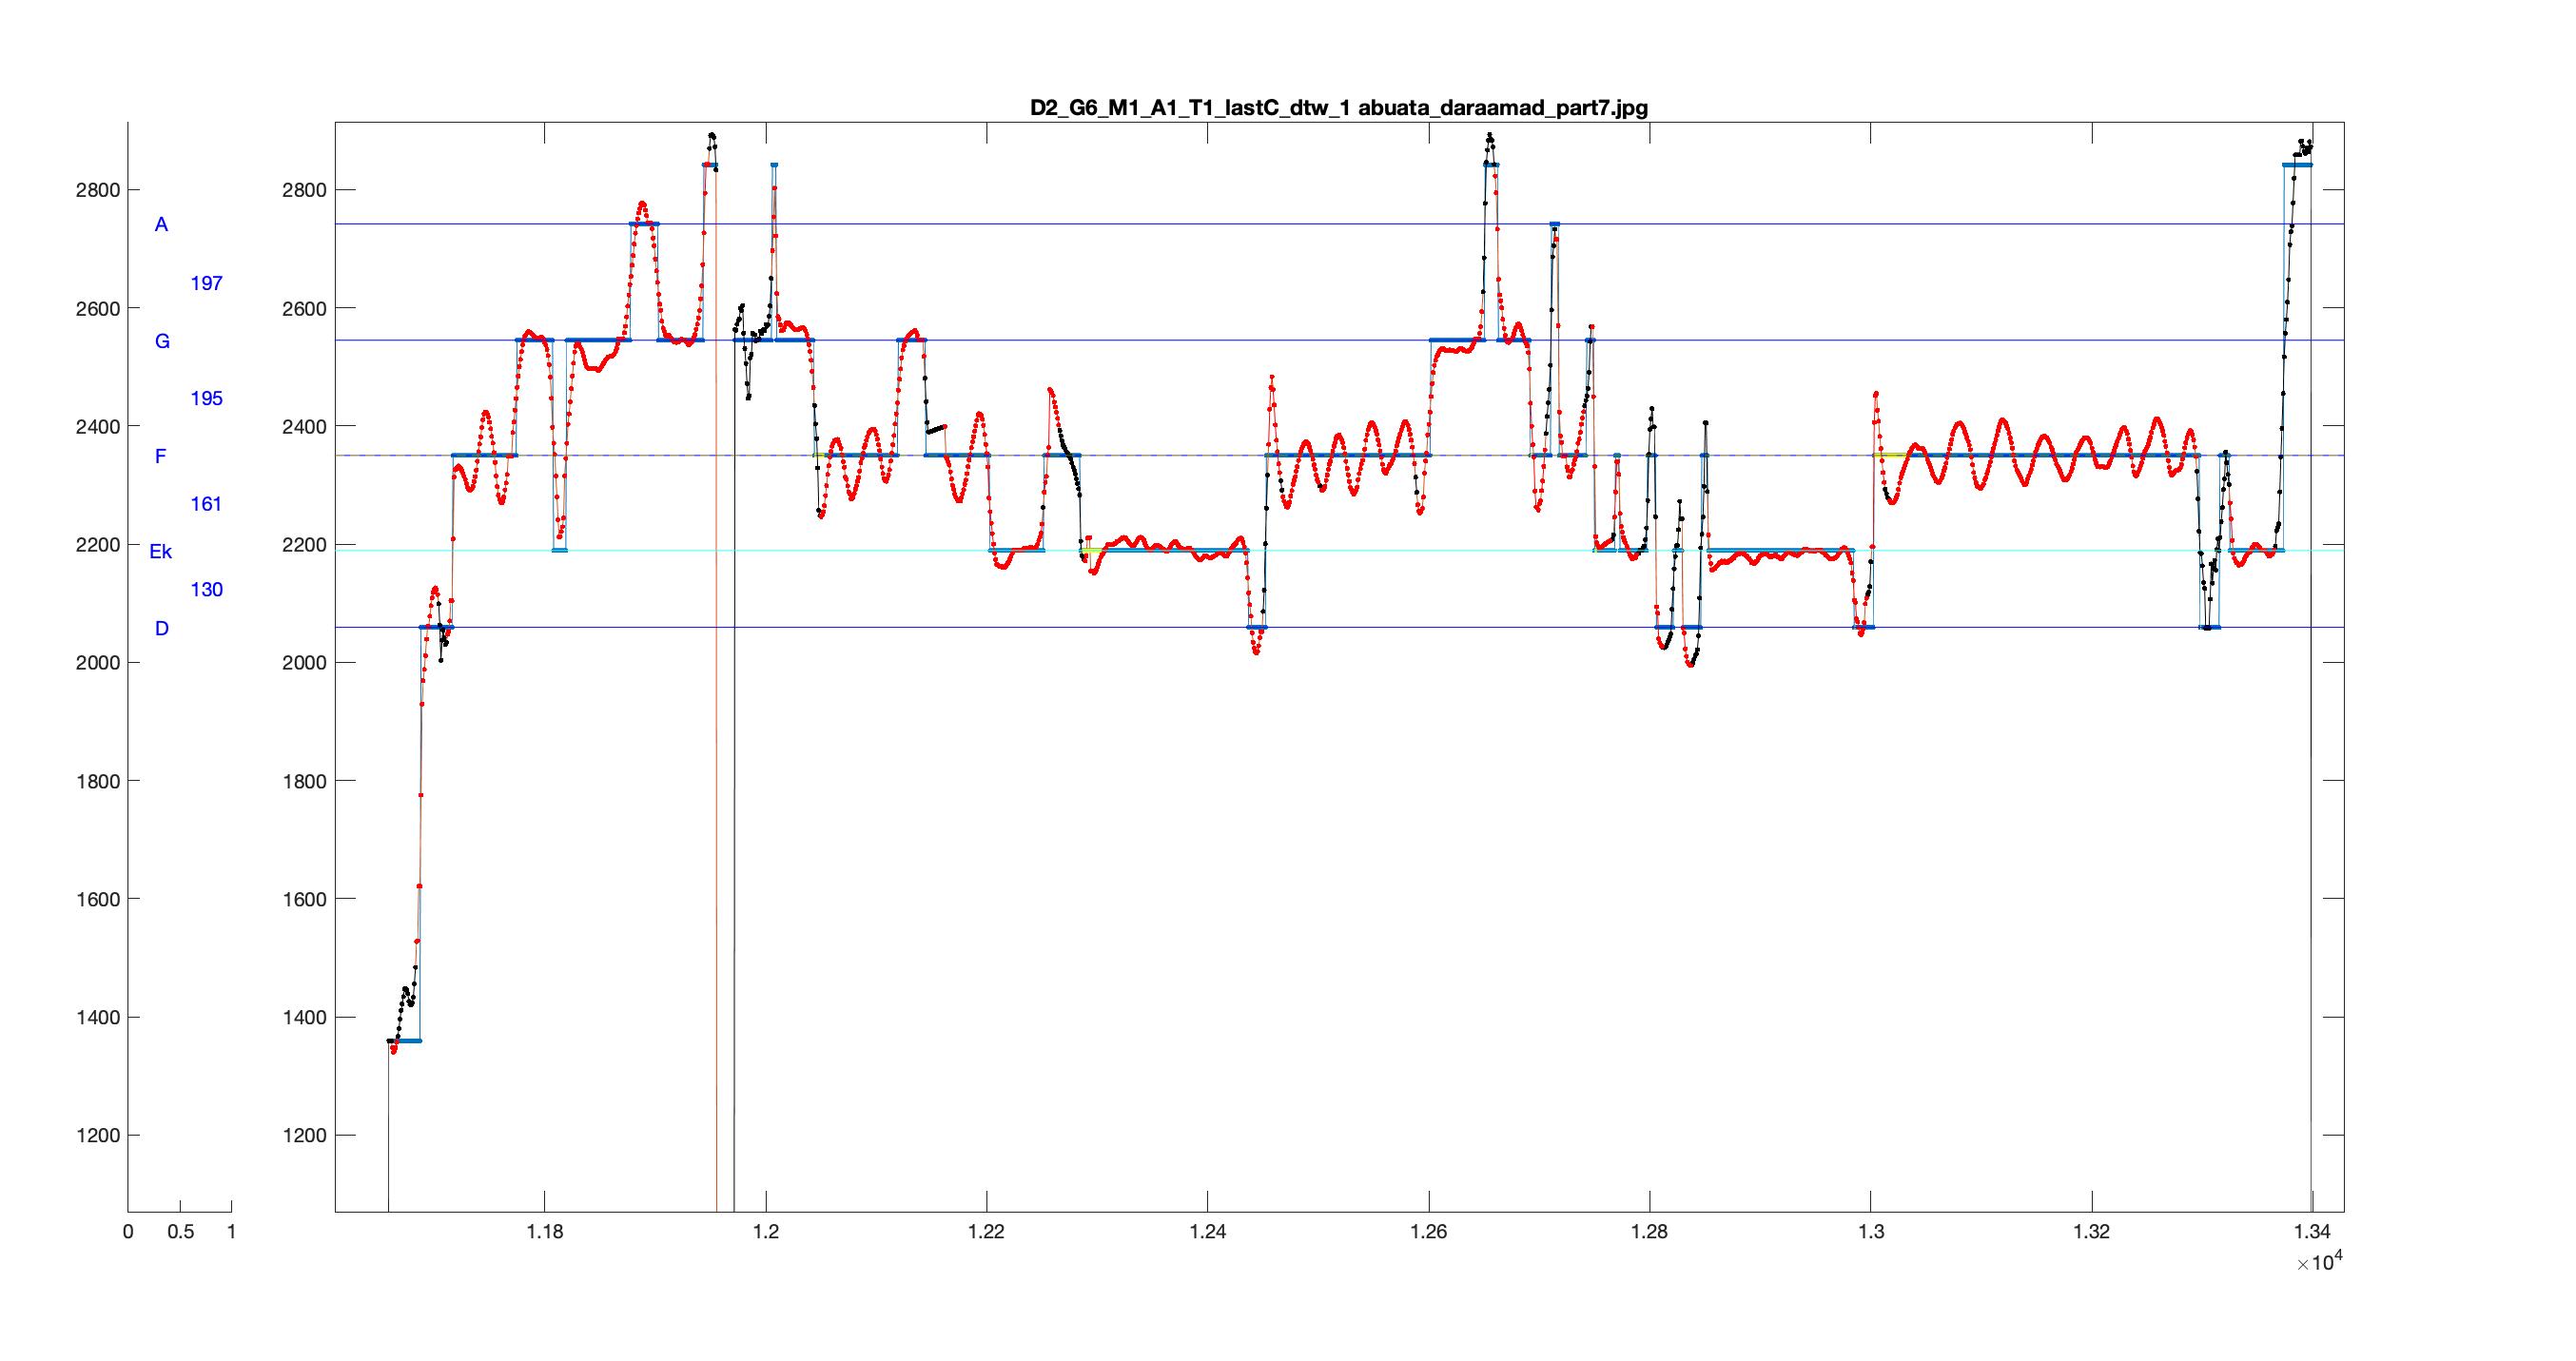 D2_G6_M1_A1_T1_lastC_dtw_1 abuata_daraamad_part7.jpg
2800 2800
A
197
2600 2600
G
195
2400 2400
F
161
2200 2200
Ek
130
D
2000 2000
1800 1800
1600 1600
1400 1400
1200 1200
0 0.5 1 1.18 1.2 1.22 1.24 1.26 1.28 1.3 1.32 1.34
×10^4